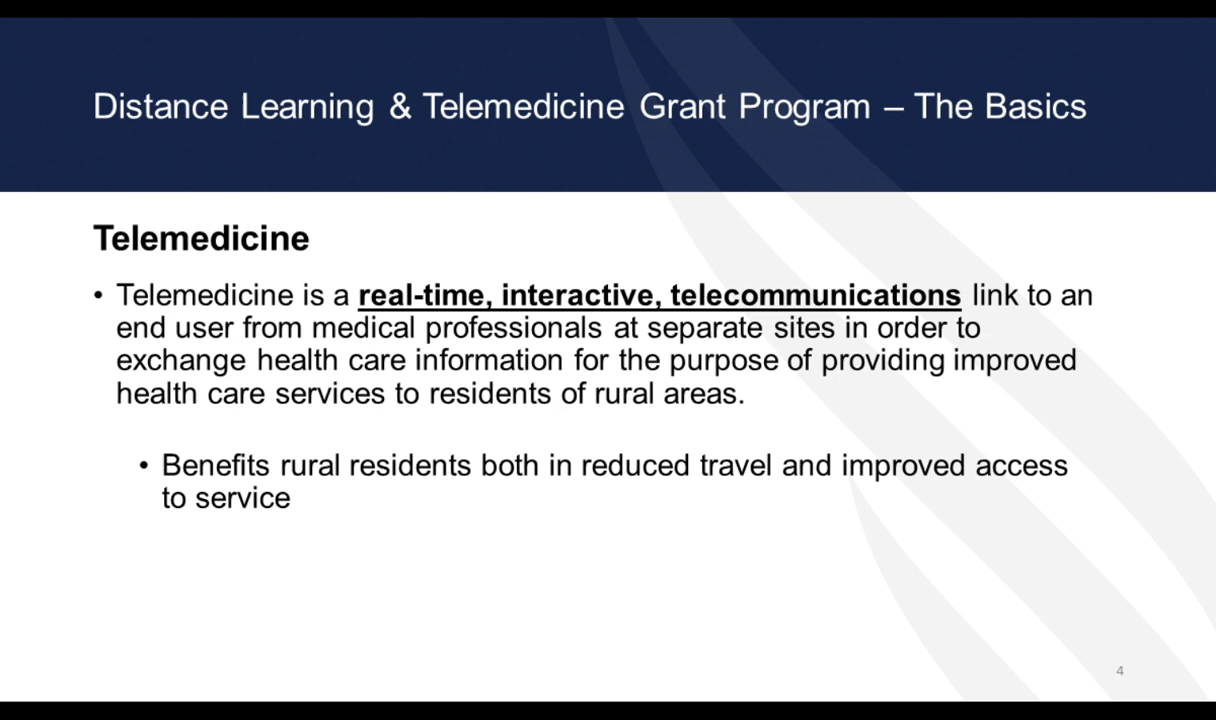 Distance Learning & Telemedicine Grant Program – The Basics
Telemedicine
• Telemedicine is a real-time, interactive, telecommunications link to an
end user from medical professionals at separate sites in order to
exchange health care information for the purpose of providing improved
health care services to residents of rural areas.
• Benefits rural residents both in reduced travel and improved access
to service
4